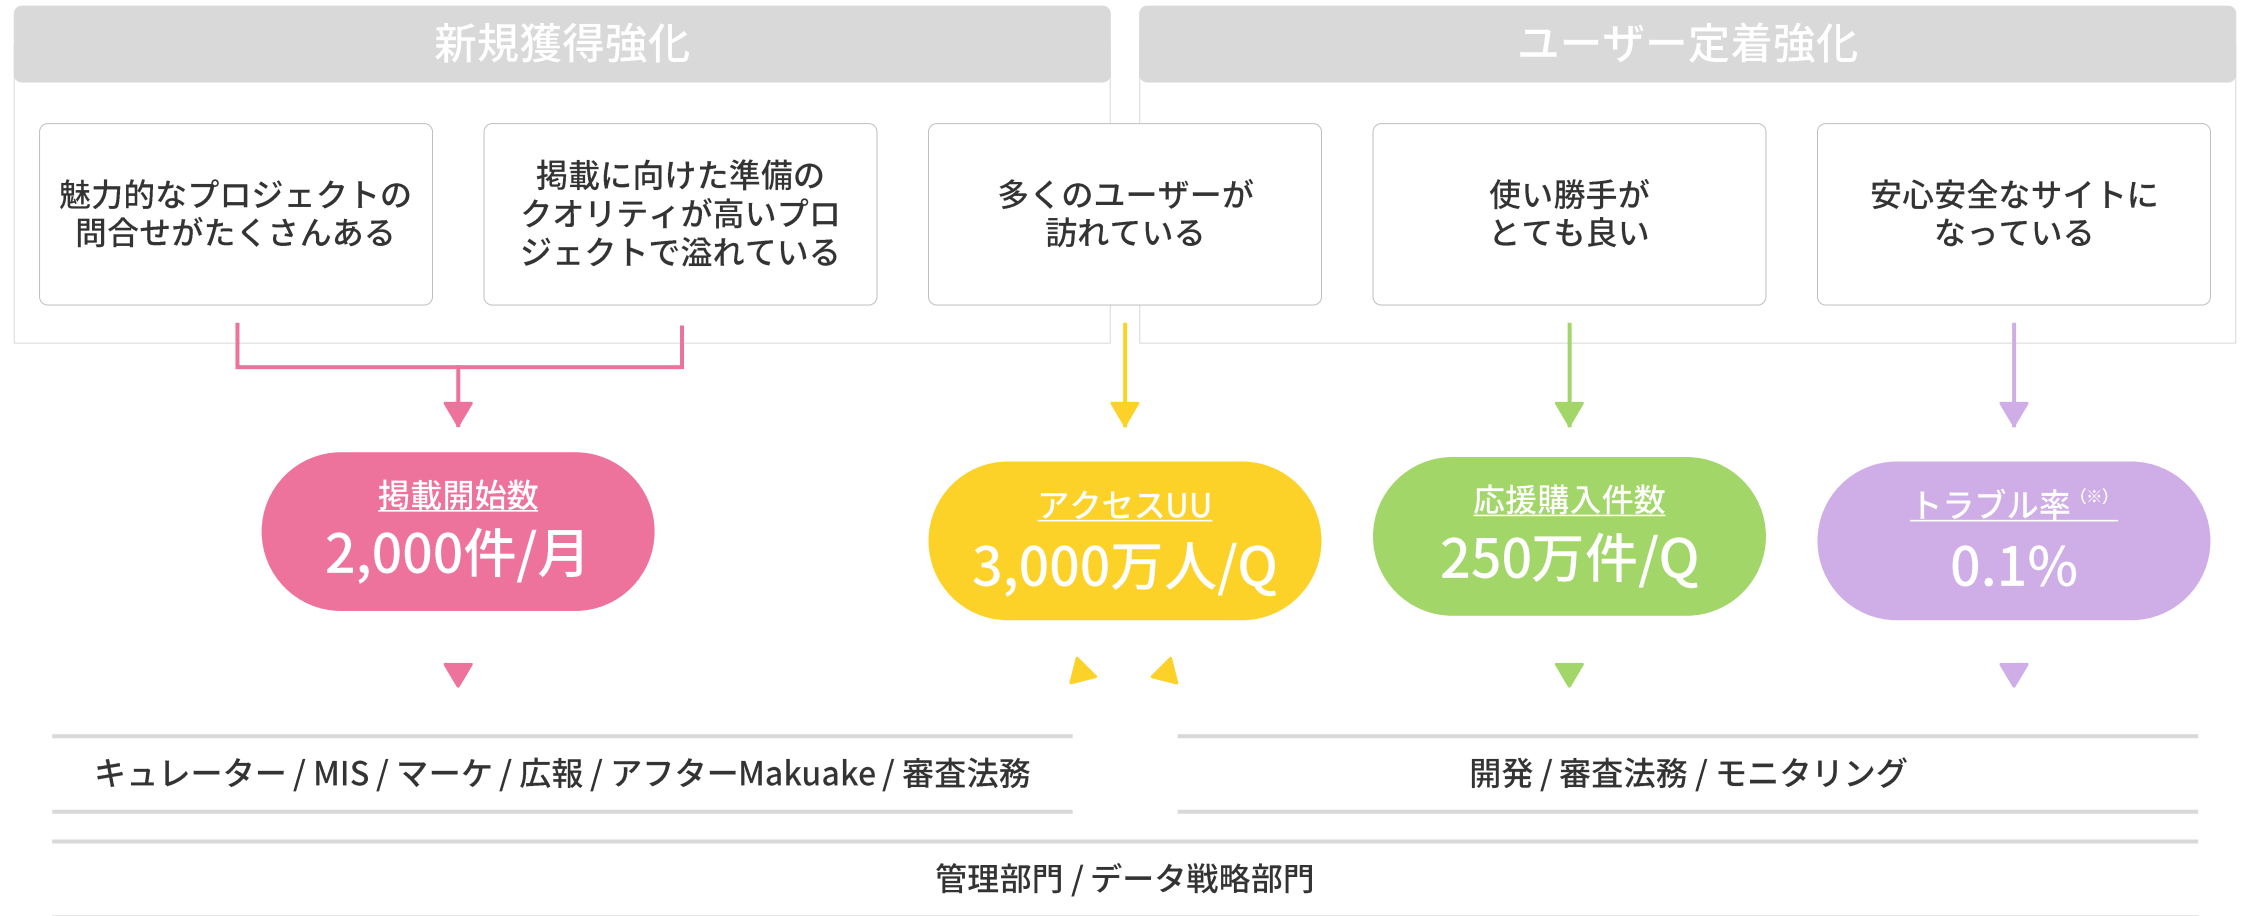 新規獲得強化
ユーザー定着強化
魅力的なプロジェクトの
問合せがたくさんある
掲載に向けた準備の
クオリティが高いプロ
ジェクトで溢れている
多くのユーザーが
訪れている
使い勝手が
とても良い
安心安全なサイトに
なっている
掲載開始数
2,000件/月
アクセスUU
3,000万人/Q
応援購入件数
250万件/Q
トラブル率（※）
0.1%
キュレーター / MIS / マーケ / 広報 / アフターMakuake / 審査法務
開発 / 審査法務 / モニタリング
管理部門 / データ戦略部門